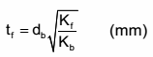 t_f = d_b √(K_f / K_b) (mm)